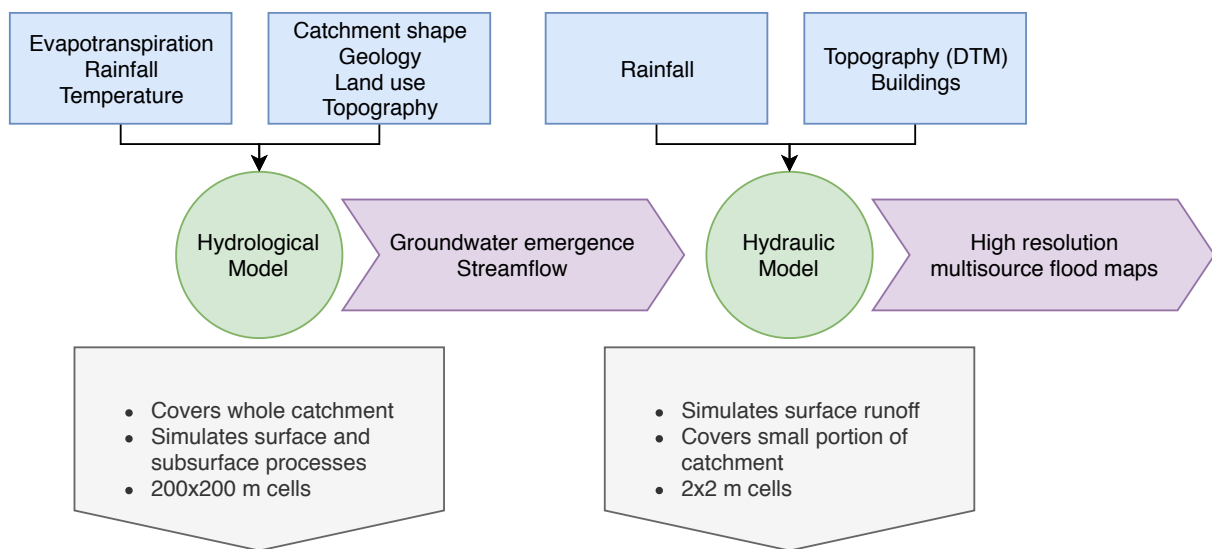 Evapotranspiration
Rainfall
Temperature
Catchment shape
Geology
Land use
Topography
Rainfall
Topography (DTM)
Buildings
Hydrological
Model
Groundwater emergence
Streamflow
Hydraulic
Model
High resolution
multisource flood maps
• Covers whole catchment
• Simulates surface and
subsurface processes
• 200x200 m cells
• Simulates surface runoff
• Covers small portion of
catchment
• 2x2 m cells